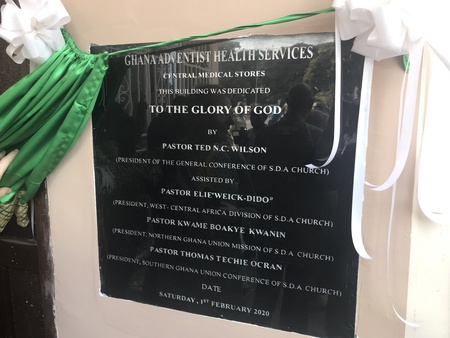 GHANA ADVENTIST HEALTH SERVICES
CENTRAL MEDICAL STORES
THIS BUILDING WAS DEDICATED
TO THE GLORY OF GOD
BY
PASTOR TED N.C. WILSON
(PRESIDENT OF THE GENERAL CONFERENCE OF S.D.A CHURCH)
ASSISTED BY
PASTOR ELIE'WEICK-DIDO"
(PRESIDENT, WEST- CENTRAL AFRICA DIVISION OF S.D.A CHURCH)
PASTOR KWAME BOAKYE KWANIN
(PRESIDENT, NORTHERN GHANA UNION MISSION OF S.D.A CHURCH)
PASTOR THOMAS TECHIE OCRAN
(PRESIDENT, SOUTHERN GHANA UNION CONFERENCE OF S.D.A CHURCH)
DATE
SATURDAY, 1ST FEBRUARY 2020